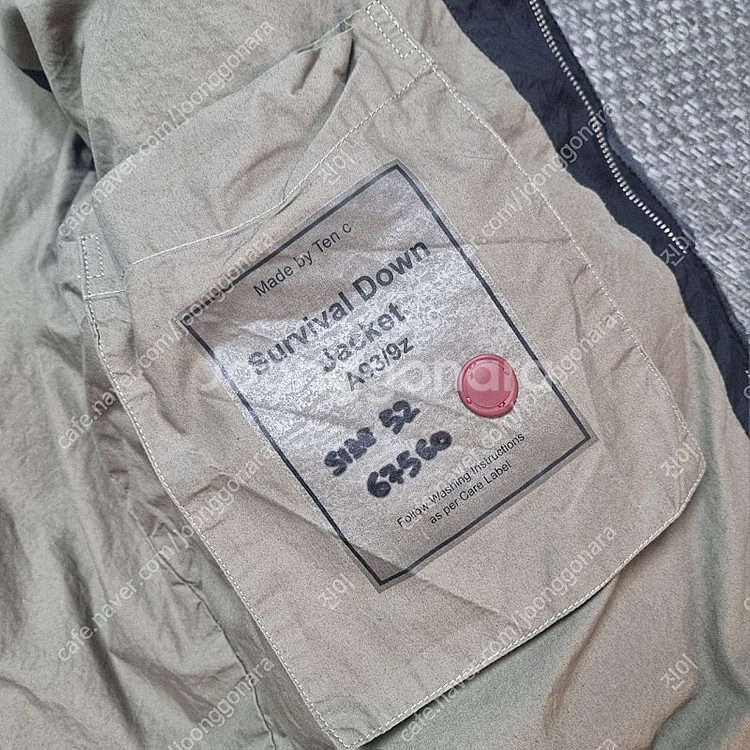 Made by Ten c
Survival Down
Jacket
A93/9z
SIZE 52
67560
Follow Washing Instructions
as per Care Label
joonggonara
cafe.naver.com/joonggonara
진이